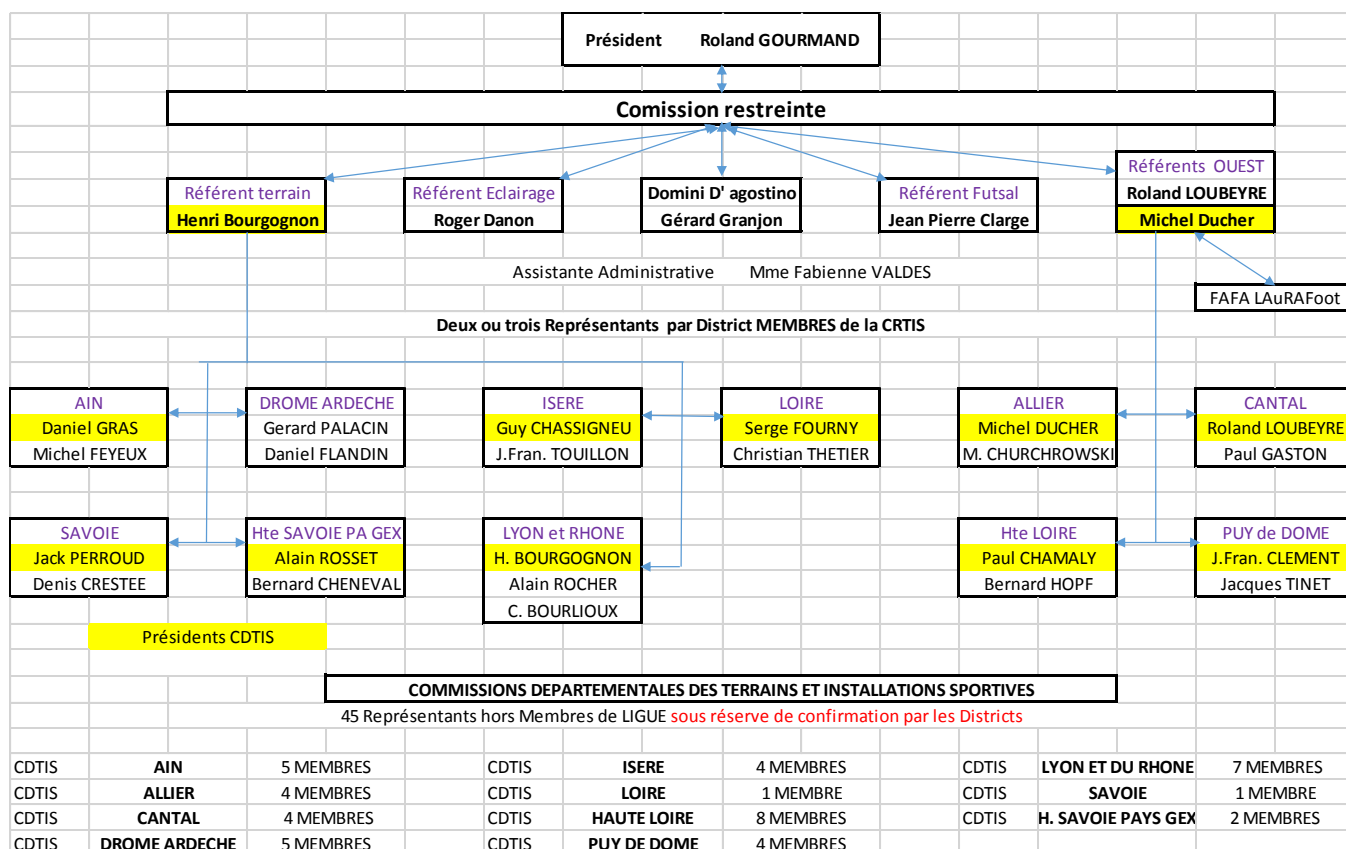 Président Roland GOURMAND
Comission restreinte
Référent terrain
Henri Bourgognon
Référent Eclairage
Roger Danon
Domini D' agostino
Gérard Granjon
Référent Futsal
Jean Pierre Clarge
Référents OUEST
Roland LOUBEYRE
Michel Ducher
Assistante Administrative Mme Fabienne VALDES
FAFA LAuRAFoot
Deux ou trois Représentants par District MEMBRES de la CRTIS
AIN
Daniel GRAS
Michel FEYEUX
DROME ARDECHE
Gerard PALACIN
Daniel FLANDIN
ISERE
Guy CHASSIGNEU
J.Fran. TOUILLON
LOIRE
Serge FOURNY
Christian THETIER
ALLIER
Michel DUCHER
M. CHURCHROWSKI
CANTAL
Roland LOUBEYRE
Paul GASTON
SAVOIE
Jack PERROUD
Denis CRESTEE
Hte SAVOIE PA GEX
Alain ROSSET
Bernard CHENEVAL
LYON et RHONE
H. BOURGOGNON
Alain ROCHER
C. BOURLIOUX
Hte LOIRE
Paul CHAMALY
Bernard HOPF
PUY de DOME
J.Fran. CLEMENT
Jacques TINET
Présidents CDTIS
COMMISSIONS DEPARTEMENTALES DES TERRAINS ET INSTALLATIONS SPORTIVES
45 Représentants hors Membres de LIGUE sous réserve de confirmation par les Districts
CDTIS AIN 5 MEMBRES CDTIS ISERE 4 MEMBRES CDTIS LYON ET DU RHONE 7 MEMBRES
CDTIS ALLIER 4 MEMBRES CDTIS LOIRE 1 MEMBRE CDTIS SAVOIE 1 MEMBRE
CDTIS CANTAL 4 MEMBRES CDTIS HAUTE LOIRE 8 MEMBRES CDTIS H. SAVOIE PAYS GEX 2 MEMBRES
CDTIS DROME ARDECHE 5 MEMBRES CDTIS PUY DE DOME 4 MEMBRES